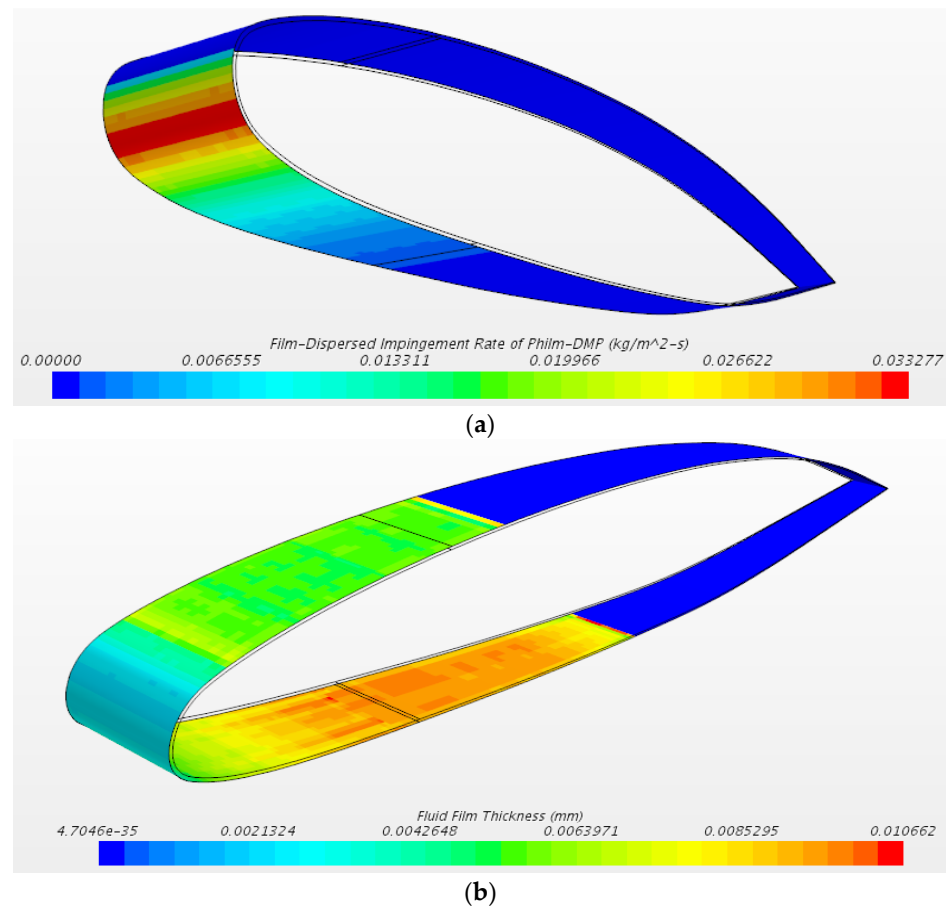 Film-Dispersed Impingement Rate of Philm-DMP (kg/m^2-s)
0.00000 0.0066555 0.013311 0.019966 0.026622 0.033277
(a)
Fluid Film Thickness (mm)
4.7046e-35 0.0021324 0.0042648 0.0063971 0.0085295 0.010662
(b)